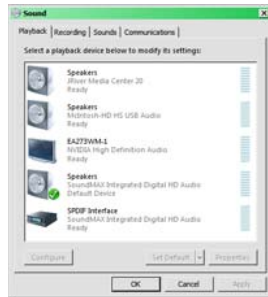 Sound
Playback
Recording
Sounds
Communications
Select a playback device below to modify its settings:
Speakers
JRiver Media Center 20
Ready
Speakers
McIntosh-HD HS USB Audio
Ready
EA273WM-1
NVIDIA High Definition Audio
Ready
Speakers
SoundMAX Integrated Digital HD Audio
Default Device
SPDIF Interface
SoundMAX Integrated Digital HD Audio
Ready
Configure
Set Default
Properties
OK
Cancel
Apply